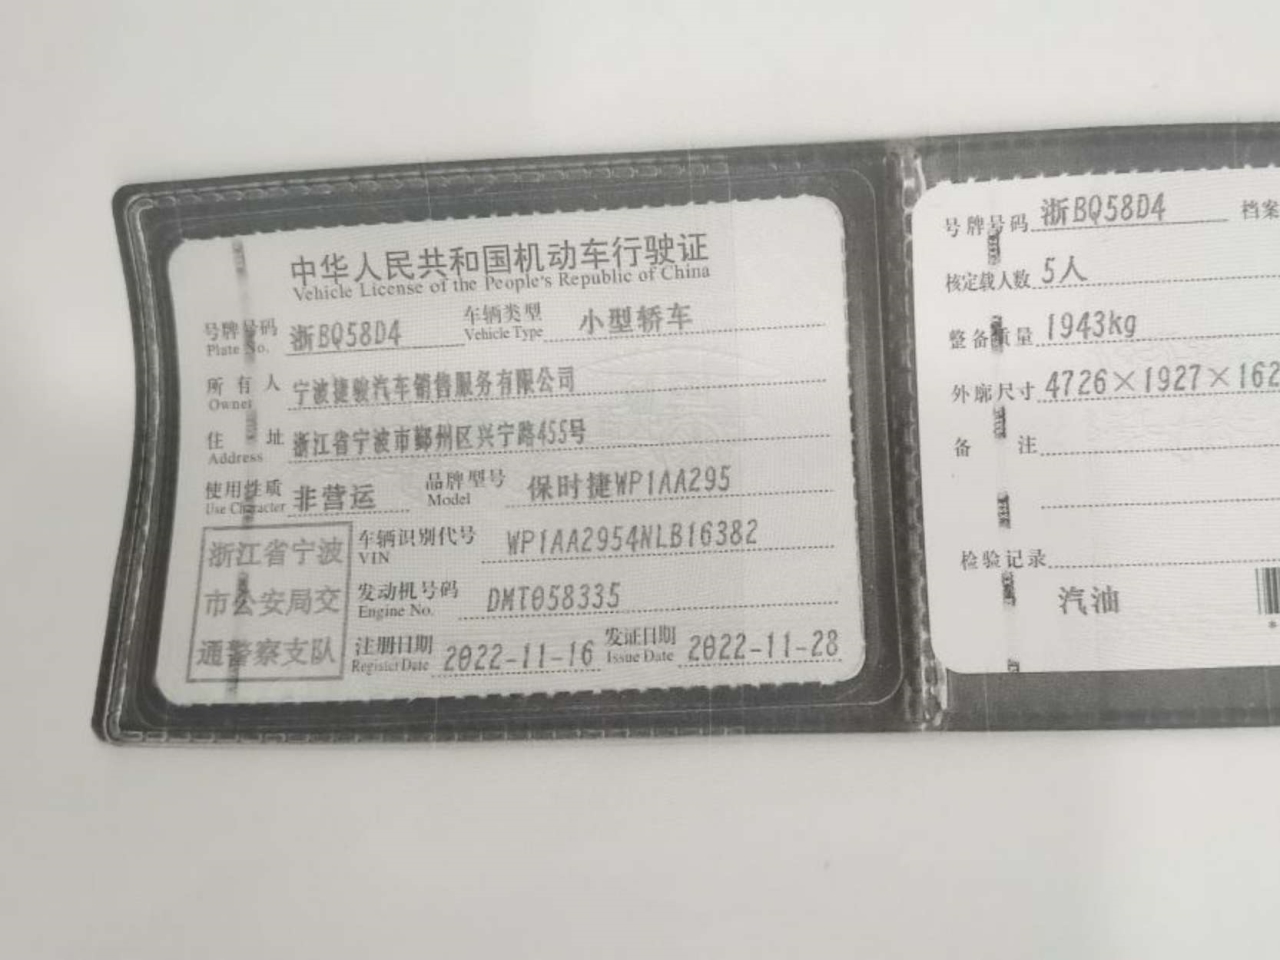 中华人民共和国机动车行驶证
Vehicle License of the People's Republic of China
号牌号码 浙BQ58D4 车辆类型 小型轿车
Plate No. Vehicle Type
所有人 宁波捷骏汽车销售服务有限公司
Owner
住址 浙江省宁波市鄞州区兴宁路455号
Address
使用性质 非营运 品牌型号 保时捷WP1AA295
Use Character Model
浙江省宁波
市公安局交
通警察支队
车辆识别代号 WP1AA2954NLB16382
VIN
发动机号码 DMT058335
Engine No.
注册日期 2022-11-16 发证日期 2022-11-28
Register Date Issue Date
号牌号码 浙BQ58D4 档案
核定载人数 5人
整备质量 1943kg
外廓尺寸 4726×1927×162
备注
检验记录
汽油